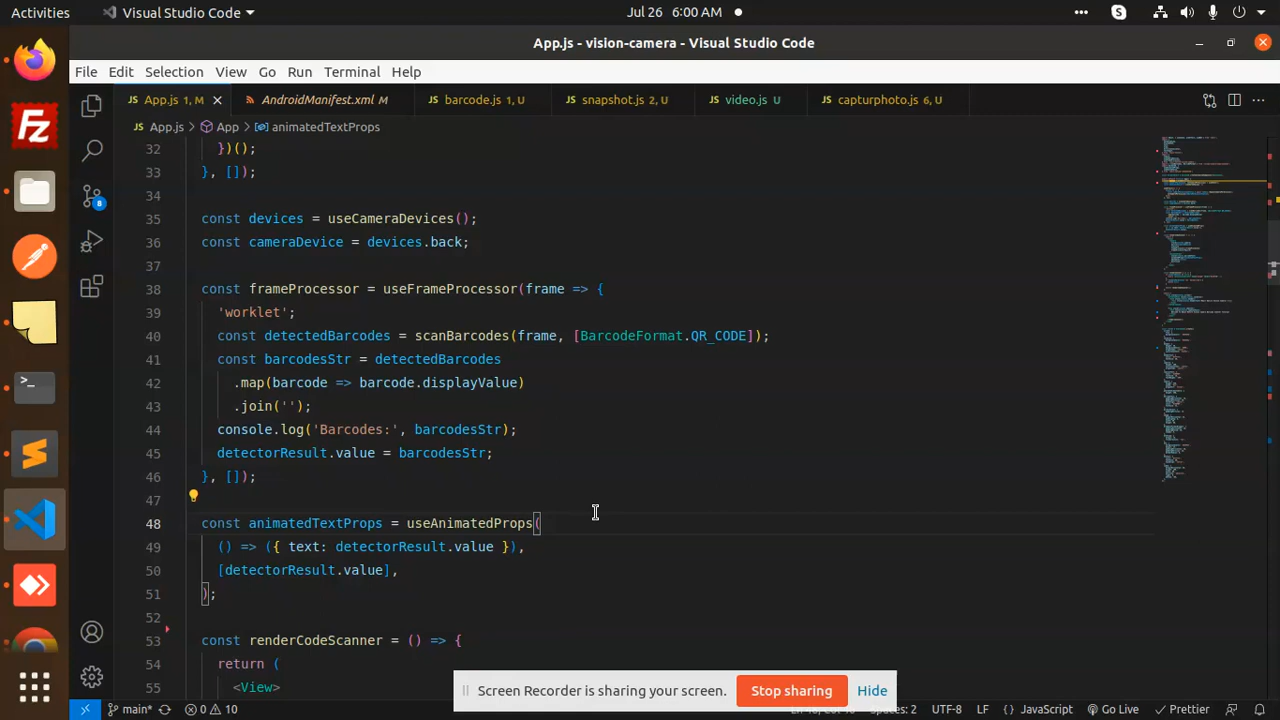 Activities
Visual Studio Code
Jul 26 6:00 AM
App.js - vision-camera - Visual Studio Code
File Edit Selection View Go Run Terminal Help
JS App.js 1, M
AndroidManifest.xml M
JS barcode.js 1, U
JS snapshot.js 2, U
JS video.js U
JS capturphoto.js 6, U
JS App.js > App > animatedTextProps
32 })();
33 }, []);
34
35 const devices = useCameraDevices();
36 const cameraDevice = devices.back;
37
38 const frameProcessor = useFrameProcessor(frame => {
39 'worklet';
40 const detectedBarcodes = scanBarcodes(frame, [BarcodeFormat.QR_CODE]);
41 const barcodesStr = detectedBarcodes
42 .map(barcode => barcode.displayValue)
43 .join('');
44 console.log('Barcodes:', barcodesStr);
45 detectorResult.value = barcodesStr;
46 }, []);
47
48 const animatedTextProps = useAnimatedProps(
49 () => ({ text: detectorResult.value }),
50 [detectorResult.value],
51 );
52
53 const renderCodeScanner = () => {
54 return (
55 <View>
8
Screen Recorder is sharing your screen.
Stop sharing
Hide
main*
0 10
Spaces: 2
UTF-8
LF
{ } JavaScript
Go Live
Prettier